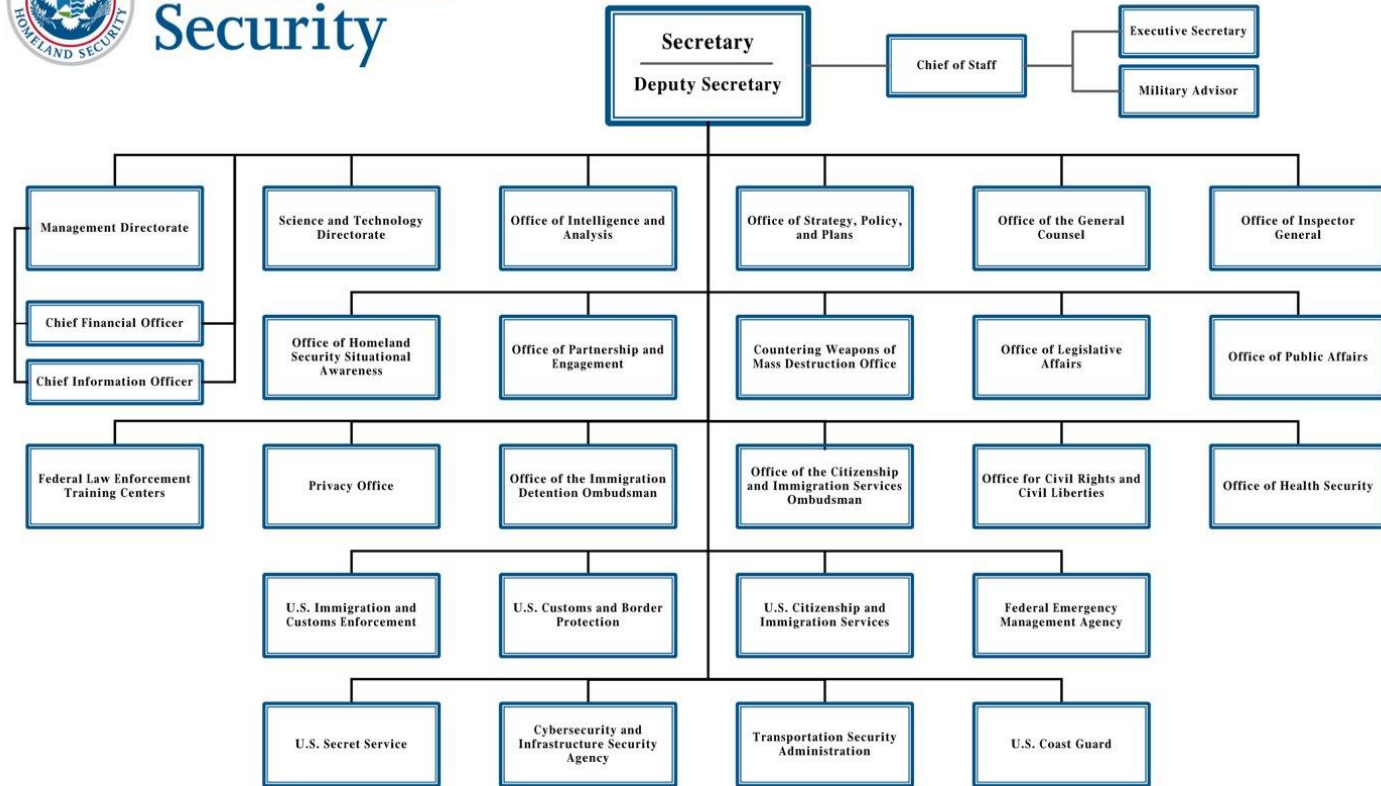 HOMELAND SECURITY
Security
Secretary
Deputy Secretary
Chief of Staff
Executive Secretary
Military Advisor
Management Directorate
Science and Technology
Directorate
Office of Intelligence and
Analysis
Office of Strategy, Policy,
and Plans
Office of the General
Counsel
Office of Inspector
General
Chief Financial Officer
Chief Information Officer
Office of Homeland
Security Situational
Awareness
Office of Partnership and
Engagement
Countering Weapons of
Mass Destruction Office
Office of Legislative
Affairs
Office of Public Affairs
Federal Law Enforcement
Training Centers
Privacy Office
Office of the Immigration
Detention Ombudsman
Office of the Citizenship
and Immigration Services
Ombudsman
Office for Civil Rights and
Civil Liberties
Office of Health Security
U.S. Immigration and
Customs Enforcement
U.S. Customs and Border
Protection
U.S. Citizenship and
Immigration Services
Federal Emergency
Management Agency
U.S. Secret Service
Cybersecurity and
Infrastructure Security
Agency
Transportation Security
Administration
U.S. Coast Guard